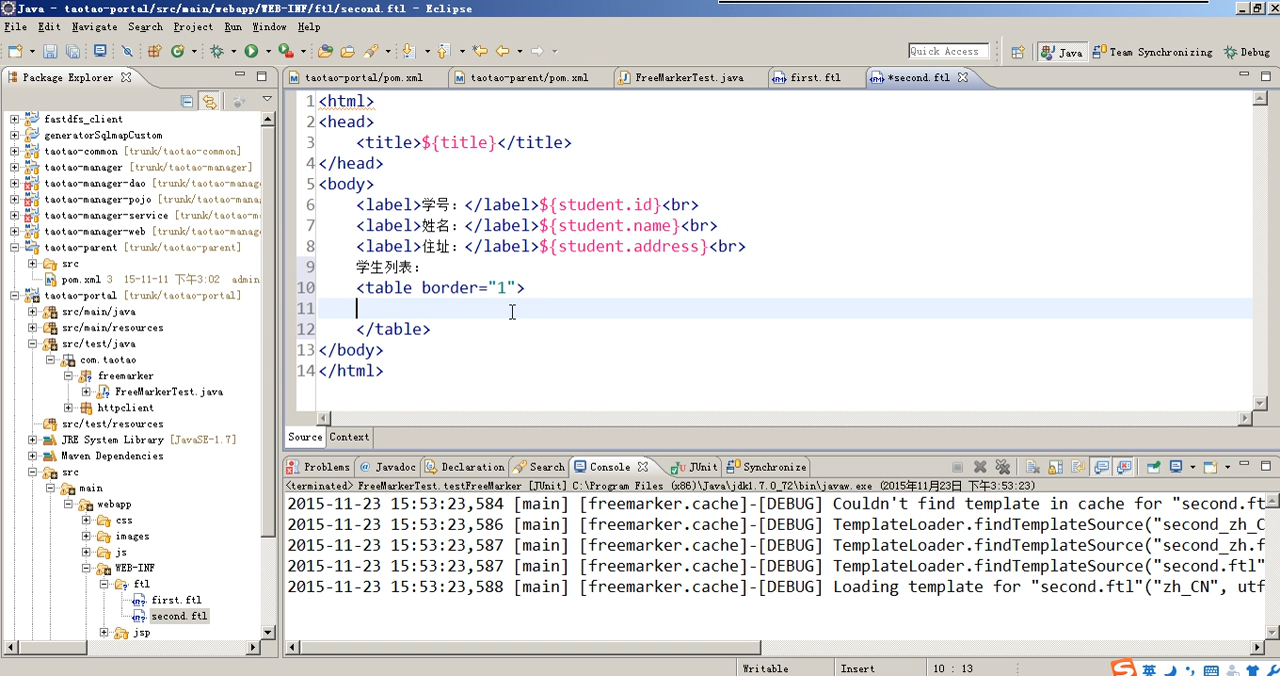 Java - taotao-portal/src/main/webapp/WEB-INF/ftl/second.ftl - Eclipse
File Edit Navigate Search Project Run Window Help
Quick Access Java Team Synchronizing Debug
Package Explorer
taotao-portal/pom.xml taotao-parent/pom.xml FreeMarkerTest.java first.ftl *second.ftl
fastdfs_client
generatorSqlmapCustom
taotao-common [trunk/taotao-common]
taotao-manager [trunk/taotao-manager]
taotao-manager-dao [trunk/taotao-manag
taotao-manager-pojo [trunk/taotao-mana
taotao-manager-service [trunk/taotao-m
taotao-manager-web [trunk/taotao-manag
taotao-parent [trunk/taotao-parent]
src
pom.xml 3 15-11-11 下午3:02 admin
taotao-portal [trunk/taotao-portal]
src/main/java
src/main/resources
src/test/java
com.taotao
freemarker
FreeMarkerTest.java
httpclient
src/test/resources
JRE System Library [JavaSE-1.7]
Maven Dependencies
src
main
webapp
css
images
js
WEB-INF
ftl
first.ftl
second.ftl
jsp
1 <html>
2 <head>
3 <title>${title}</title>
4 </head>
5 <body>
6 <label>学号：</label>${student.id}<br>
7 <label>姓名：</label>${student.name}<br>
8 <label>住址：</label>${student.address}<br>
9 学生列表：
10 <table border="1">
11
12 </table>
13 </body>
14 </html>
Source Context
Problems @ Javadoc Declaration Search Console JUnit Synchronize
<terminated> FreeMarkerTest.testFreeMarker [JUnit] C:\Program Files (x86)\Java\jdk1.7.0_72\bin\javaw.exe (2015年11月23日 下午3:53:23)
2015-11-23 15:53:23,584 [main] [freemarker.cache]-[DEBUG] Couldn't find template in cache for "second.ft
2015-11-23 15:53:23,586 [main] [freemarker.cache]-[DEBUG] TemplateLoader.findTemplateSource("second_zh_C
2015-11-23 15:53:23,587 [main] [freemarker.cache]-[DEBUG] TemplateLoader.findTemplateSource("second_zh.f
2015-11-23 15:53:23,587 [main] [freemarker.cache]-[DEBUG] TemplateLoader.findTemplateSource("second.ftl"
2015-11-23 15:53:23,588 [main] [freemarker.cache]-[DEBUG] Loading template for "second.ftl"("zh_CN", utf
Writable Insert 10 : 13 英